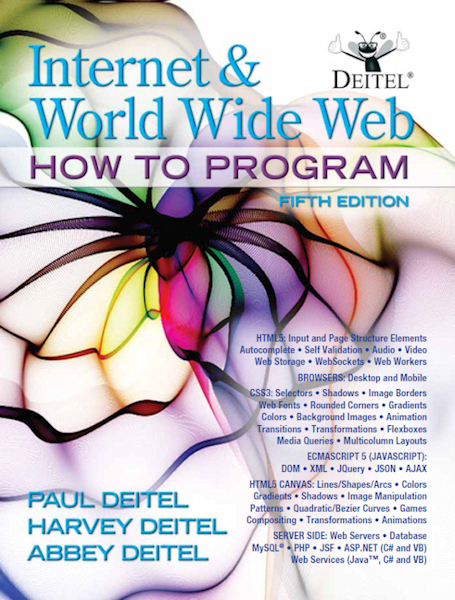 Internet &
World Wide Web
DEITEL®
HOW TO PROGRAM
FIFTH EDITION
HTML5: Input and Page Structure Elements
Autocomplete • Self Validation • Audio • Video
Web Storage • WebSockets • Web Workers
BROWSERS: Desktop and Mobile
CSS3: Selectors • Shadows • Image Borders
Web Fonts • Rounded Corners • Gradients
Colors • Background Images • Animation
Transitions • Transformations • Flexboxes
Media Queries • Multicolumn Layouts
ECMASCRIPT 5 (JAVASCRIPT):
DOM • XML • JQuery • JSON • AJAX
HTML5 CANVAS: Lines/Shapes/Arcs • Colors
Gradients • Shadows • Image Manipulation
Patterns • Quadratic/Bezier Curves • Games
Compositing • Transformations • Animations
SERVER SIDE: Web Servers • Database
MySQL® • PHP • JSF • ASP.NET (C# and VB)
Web Services (Java™, C# and VB)
PAUL DEITEL
HARVEY DEITEL
ABBEY DEITEL